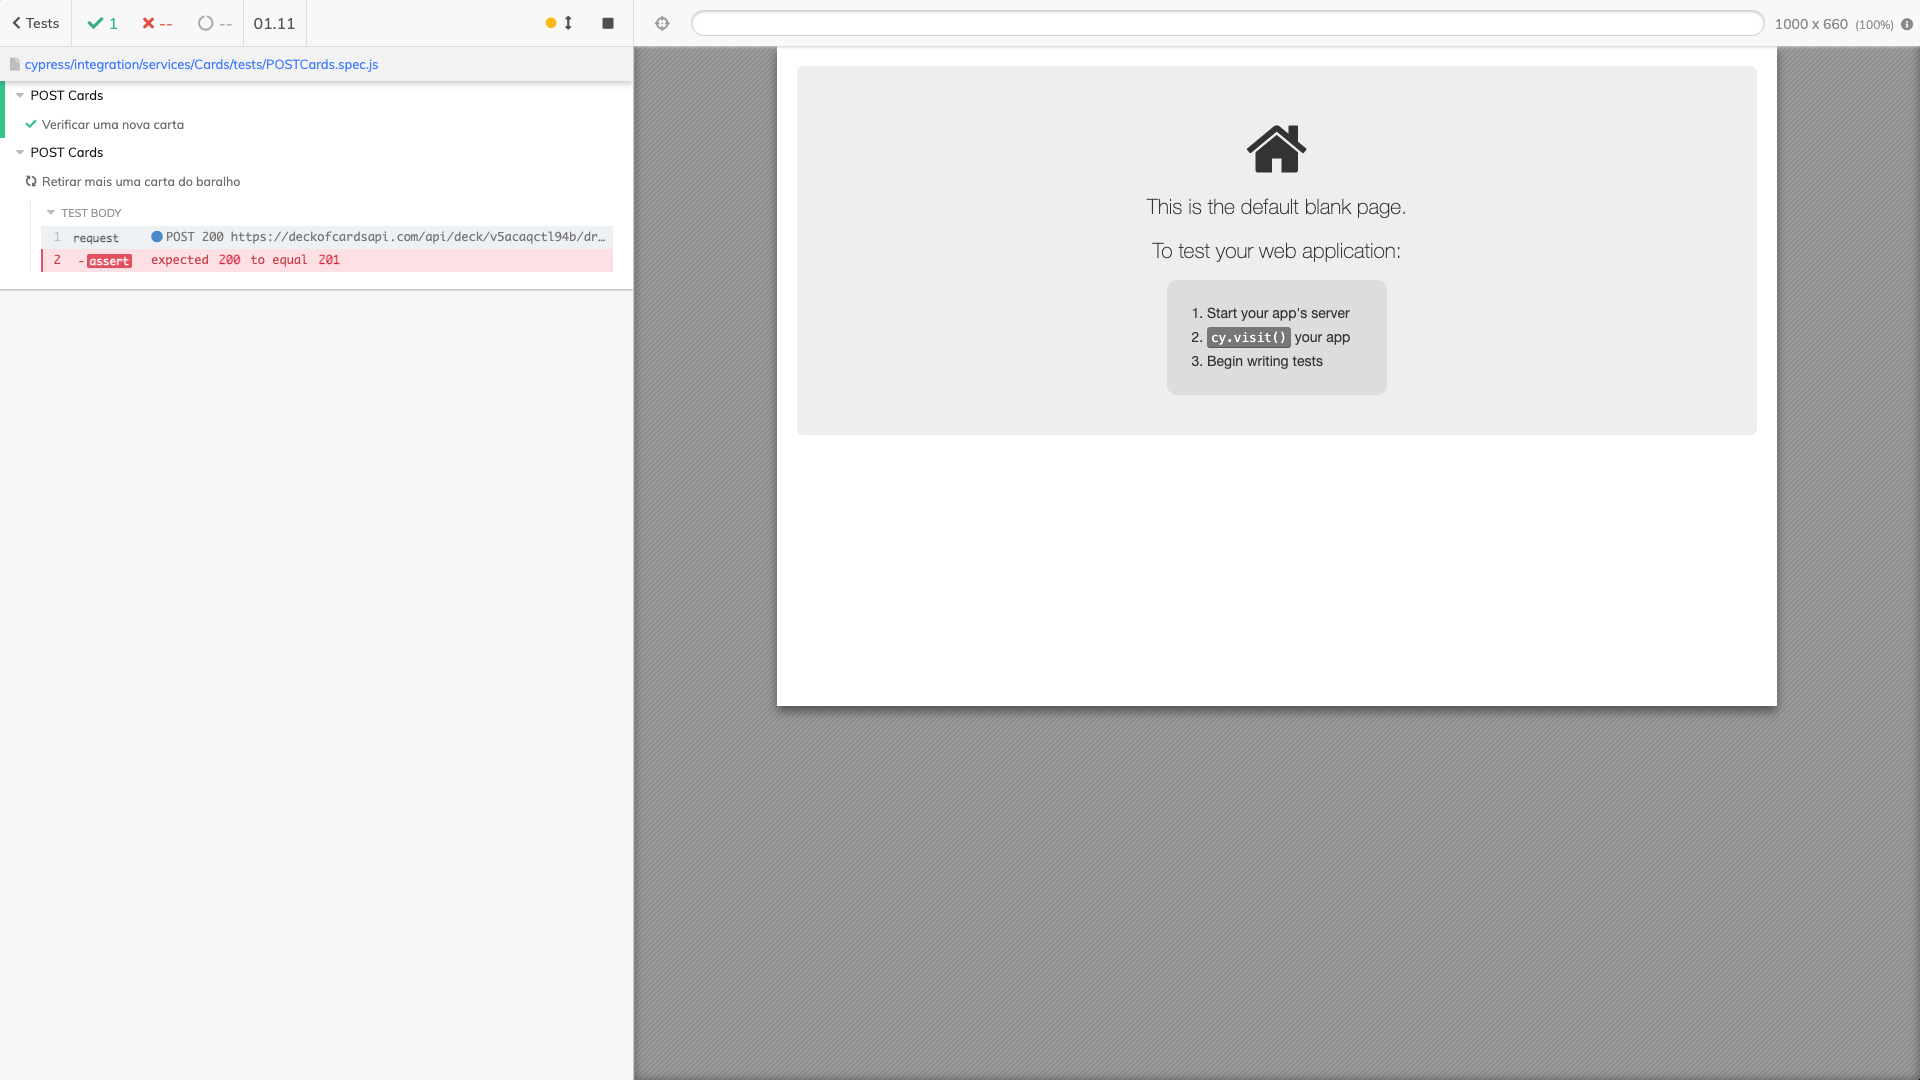 Tests 1 -- -- 01.11
1000 x 660 (100%)
cypress/integration/services/Cards/tests/POSTCards.spec.js
POST Cards
Verificar uma nova carta
POST Cards
Retirar mais uma carta do baralho
TEST BODY
1 request POST 200 https://deckofcardsapi.com/api/deck/v5acaqctl94b/dr…
2 -assert expected 200 to equal 201
This is the default blank page.
To test your web application:
1. Start your app's server
2. cy.visit() your app
3. Begin writing tests